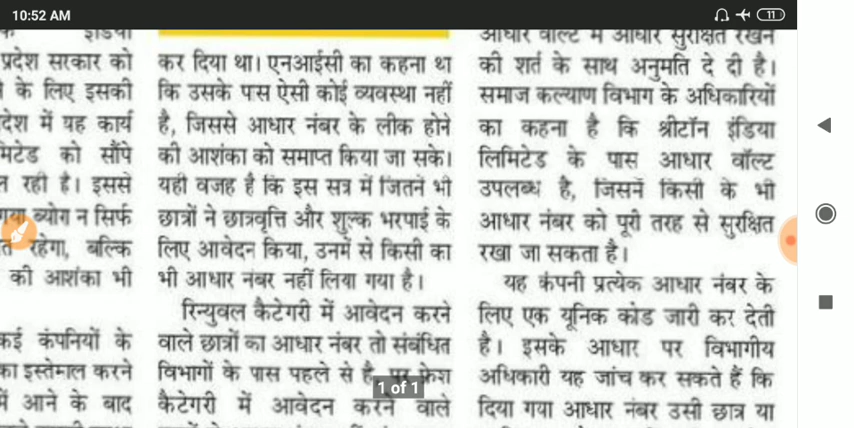 10:52 AM
11
इंडिया
प्रदेश सरकार को
के लिए इसकी
देश में यह कार्य
मिटेड को सौंपे
रही है। इससे
ब्योग न सिर्फ
रहेगा, बल्कि
की आशंका भी
कई कंपनियों के
का इस्तेमाल करने
में आने के बाद
कर दिया था। एनआईसी का कहना था
कि उसके पस ऐसी कोई व्यवस्था नहीं
है, जिससे आधार नंबर के लीक होने
की आशंका को समाप्त किया जा सके।
यही वजह है कि इस सत्र में जितने भी
छात्रों ने छात्रवृत्ति और शुल्क भरपाई के
लिए आवेदन किया, उनमें से किसी का
भी आधार नंबर नहीं लिया गया है।
रिन्युवल कैटेगरी में आवेदन करने
वाले छात्रों का आधार नंबर तो संबंधित
विभागों के पास पहले से है, पर फ्रेश
1 of 1
कैटेगरी में आवेदन करने वाले
आधार वॉल्ट में आधार सुरक्षित रखने
की शर्त के साथ अनुमति दे दी है।
समाज कल्याण विभाग के अधिकारियों
का कहना है कि श्रीटॉन इंडिया
लिमिटेड के पास आधार वॉल्ट
उपलब्ध है, जिसमें किसी के भी
आधार नंबर को पूरी तरह से सुरक्षित
रखा जा सकता है।
यह कंपनी प्रत्येक आधार नंबर के
लिए एक यूनिक कोड जारी कर देती
है। इसके आधार पर विभागीय
अधिकारी यह जांच कर सकते हैं कि
दिया गया आधार नंबर उसी छात्र या